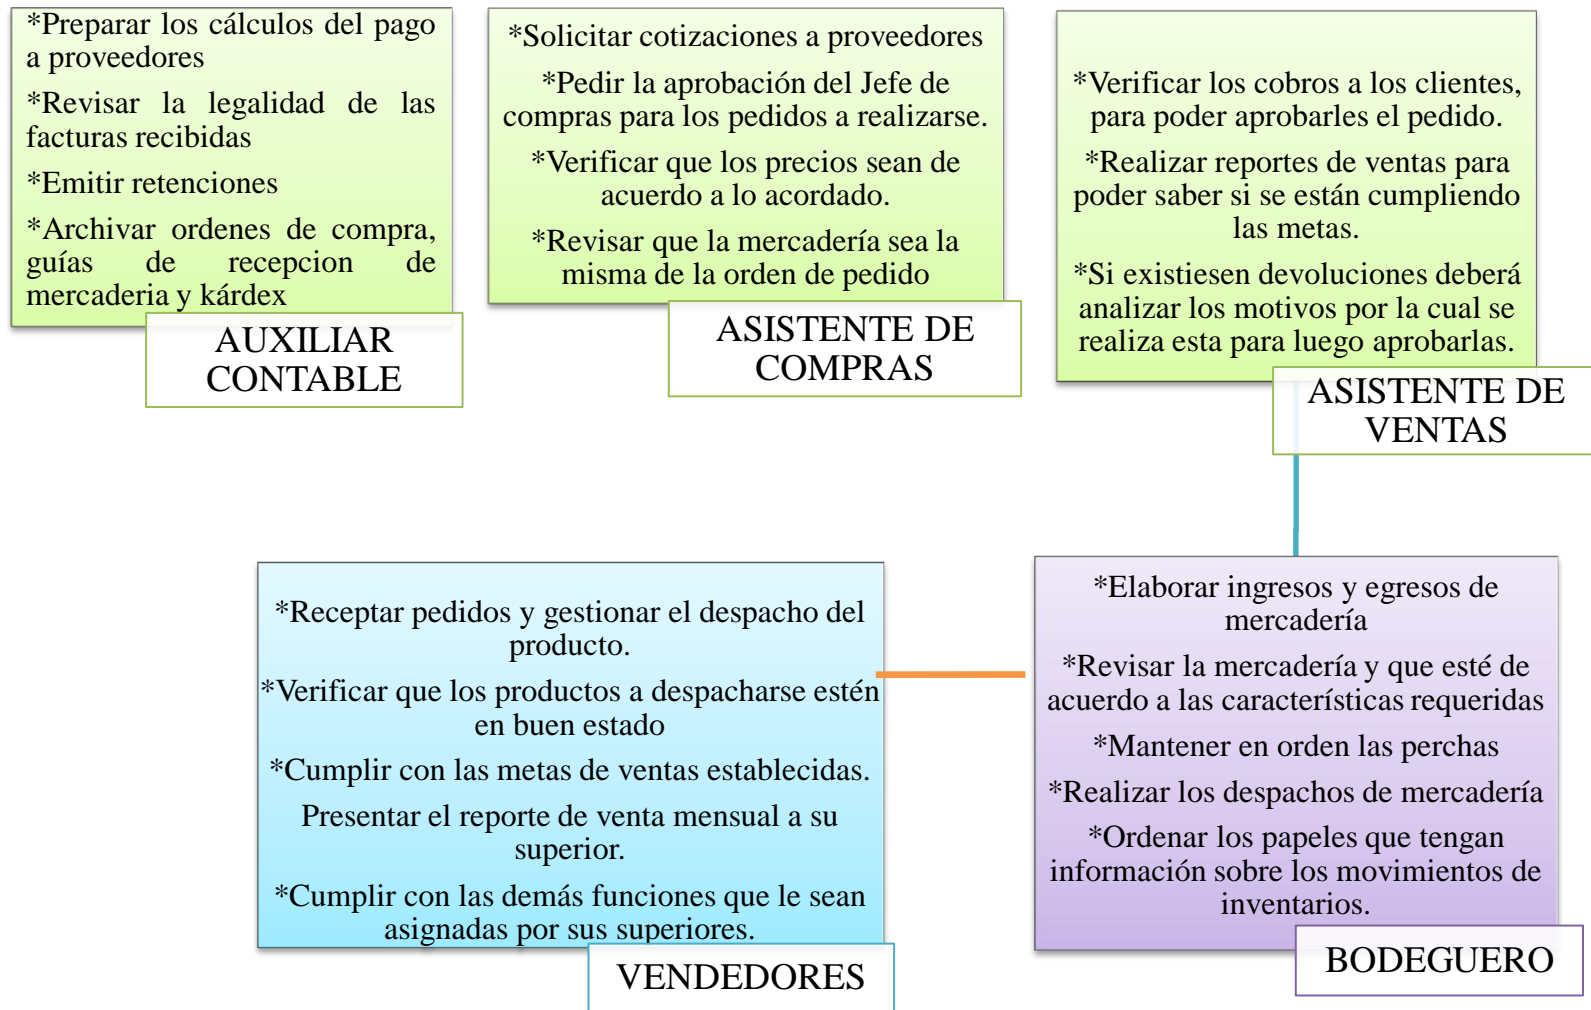 *Preparar los cálculos del pago
a proveedores
*Revisar la legalidad de las
facturas recibidas
*Emitir retenciones
*Archivar ordenes de compra,
guías de recepcion de
mercaderia y kárdex
AUXILIAR
CONTABLE
*Solicitar cotizaciones a proveedores
*Pedir la aprobación del Jefe de
compras para los pedidos a realizarse.
*Verificar que los precios sean de
acuerdo a lo acordado.
*Revisar que la mercadería sea la
misma de la orden de pedido
ASISTENTE DE
COMPRAS
*Verificar los cobros a los clientes,
para poder aprobarles el pedido.
*Realizar reportes de ventas para
poder saber si se están cumpliendo
las metas.
*Si existiesen devoluciones deberá
analizar los motivos por la cual se
realiza esta para luego aprobarlas.
ASISTENTE DE
VENTAS
*Receptar pedidos y gestionar el despacho del
producto.
*Verificar que los productos a despacharse estén
en buen estado
*Cumplir con las metas de ventas establecidas.
Presentar el reporte de venta mensual a su
superior.
*Cumplir con las demás funciones que le sean
asignadas por sus superiores.
VENDEDORES
*Elaborar ingresos y egresos de
mercadería
*Revisar la mercadería y que esté de
acuerdo a las características requeridas
*Mantener en orden las perchas
*Realizar los despachos de mercadería
*Ordenar los papeles que tengan
información sobre los movimientos de
inventarios.
BODEGUERO